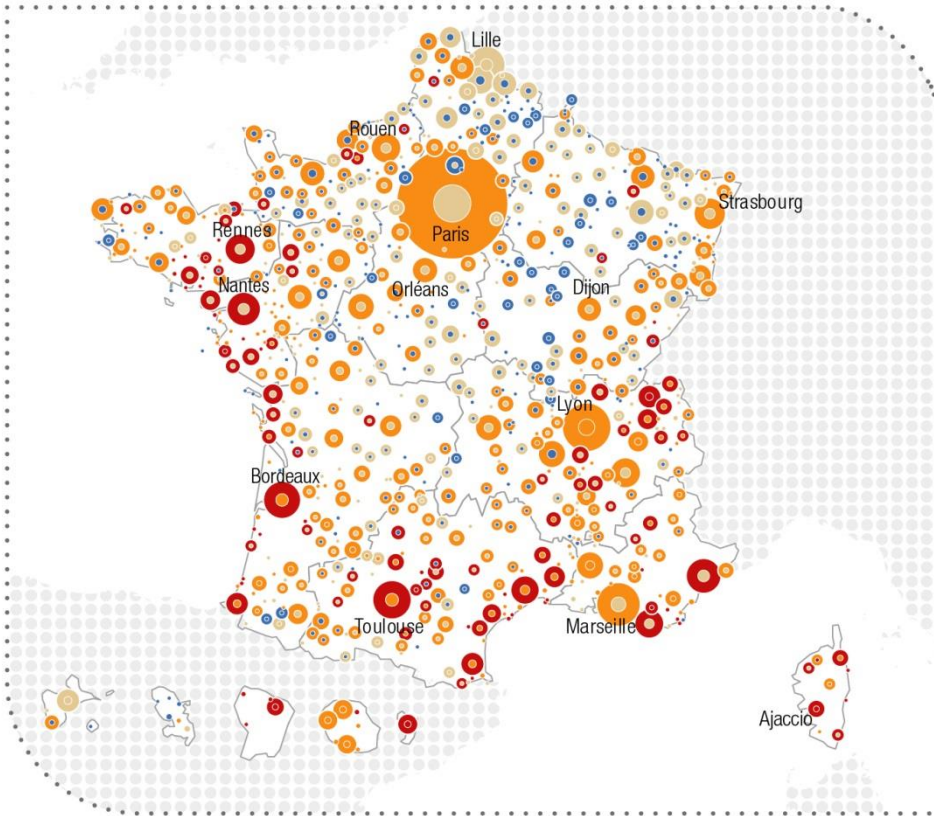 Lille
Rouen
Strasbourg
Paris
Rennes
Orléans
Dijon
Nantes
Lyon
Bordeaux
Toulouse
Marseille
Ajaccio